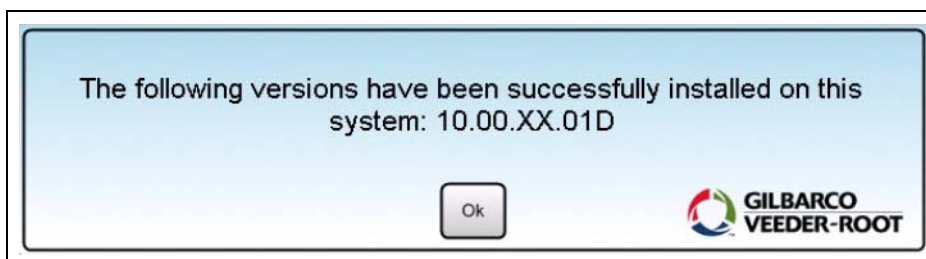 The following versions have been successfully installed on this
system: 10.00.XX.01D
Ok
GILBARCO
VEEDER-ROOT